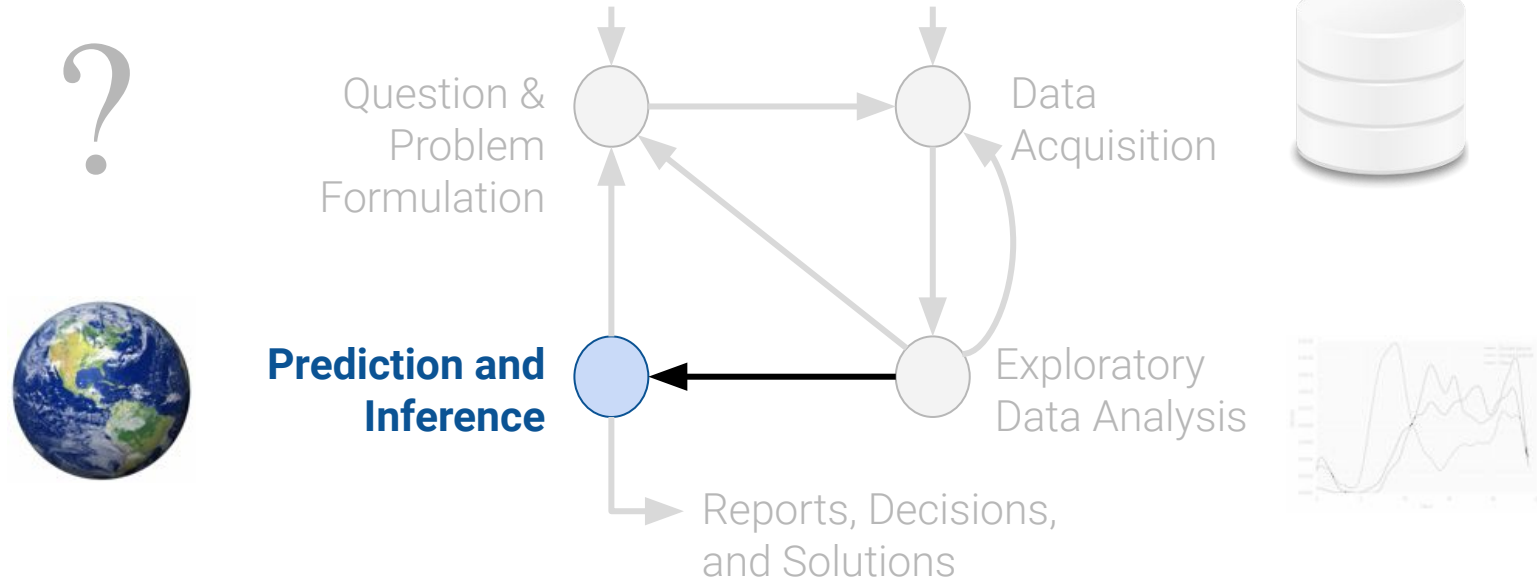 ?
Question &
Problem
Formulation
Data
Acquisition
Prediction and
Inference
Exploratory
Data Analysis
Reports, Decisions,
and Solutions